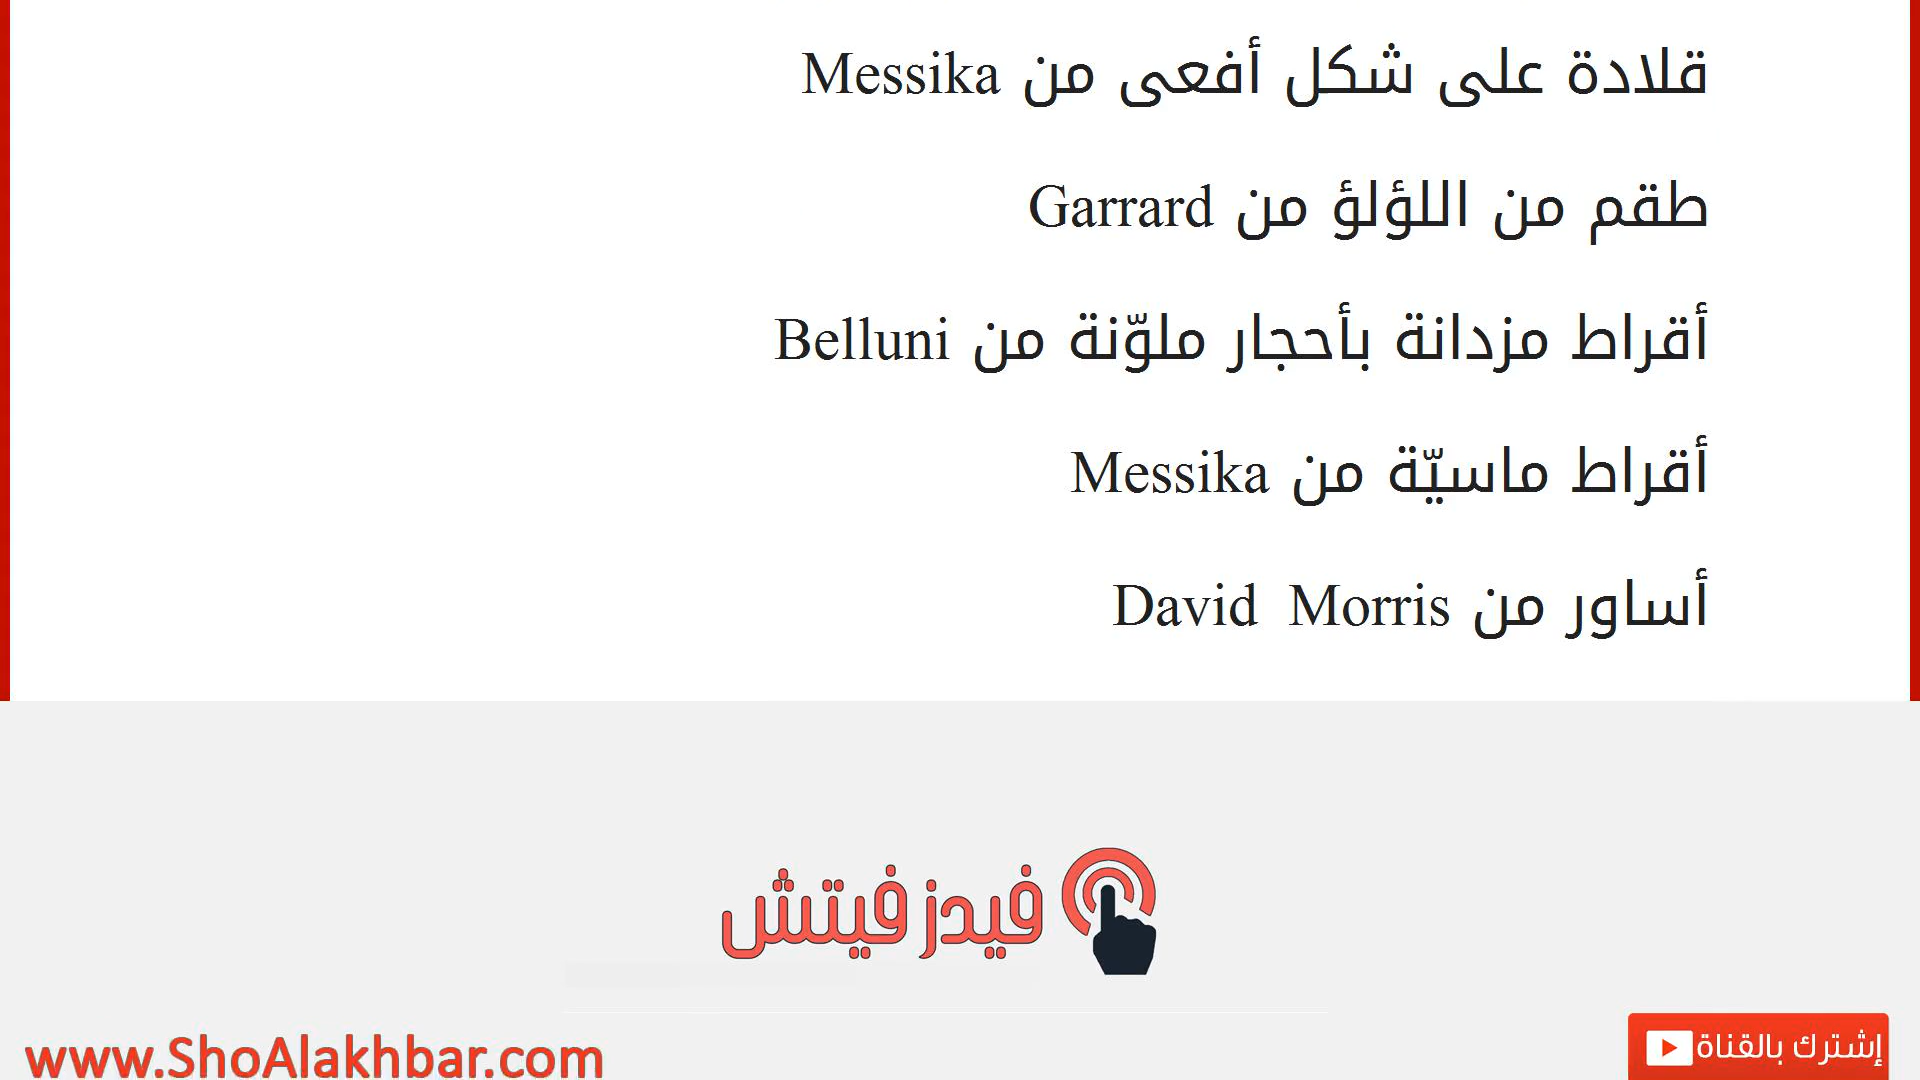 قلادة على شكل أفعى من Messika
طقم من اللؤلؤ من Garrard
أقراط مزدانة بأحجار ملوّنة من Belluni
أقراط ماسيّة من Messika
أساور من David Morris
فيدز فيتش
www.ShoAlakhbar.com
إشترك بالقناة